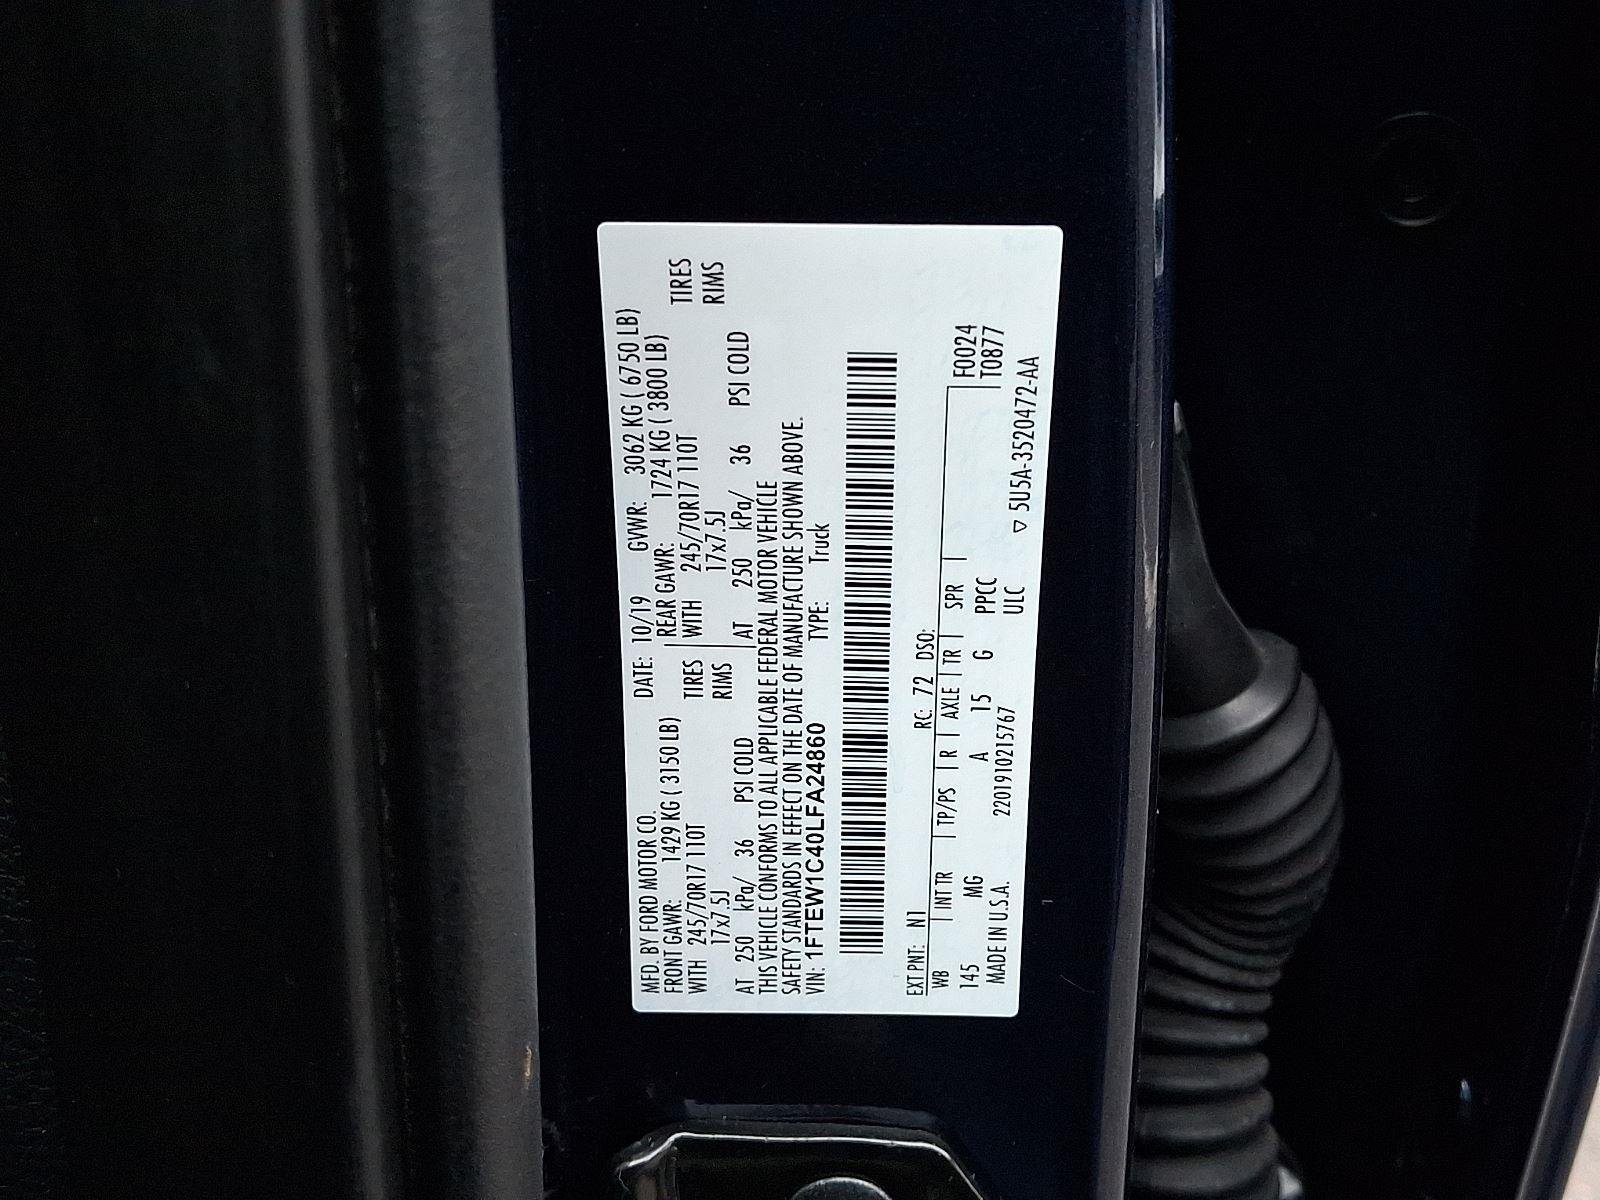 MFD. BY FORD MOTOR CO. DATE: 10/19 GVWR: 3062 KG ( 6750 LB)
FRONT GAWR: 1429 KG ( 3150 LB) REAR GAWR: 1724 KG ( 3800 LB)
WITH 245/70R17 110T TIRES WITH 245/70R17 110T TIRES
17x7.5J RIMS 17x7.5J RIMS
AT 250 kPa/ 36 PSI COLD AT 250 kPa/ 36 PSI COLD
THIS VEHICLE CONFORMS TO ALL APPLICABLE FEDERAL MOTOR VEHICLE
SAFETY STANDARDS IN EFFECT ON THE DATE OF MANUFACTURE SHOWN ABOVE.
VIN: 1FTEW1C40LFA24860 TYPE: Truck
EXT PNT: N1 RC: 72 DSO:
WB INT TR TP/PS R AXLE TR SPR F0024
145 MG A 15 G PPCC T0877
MADE IN U.S.A. 2201910215767 ULC
▽ 5U5A-3520472-AA